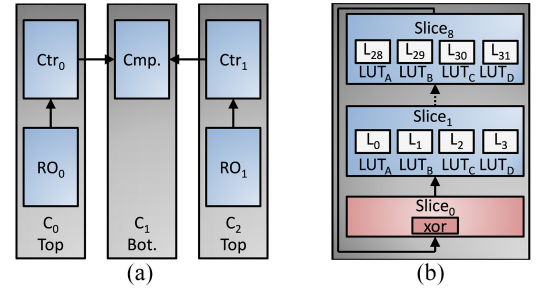 Ctr0
Cmp.
Ctr1
RO0
RO1
C0
Top
C1
Bot.
C2
Top
(a)
Slice8
L28 L29 L30 L31
LUTA LUTB LUTC LUTD
Slice1
L0 L1 L2 L3
LUTA LUTB LUTC LUTD
Slice0
xor
(b)